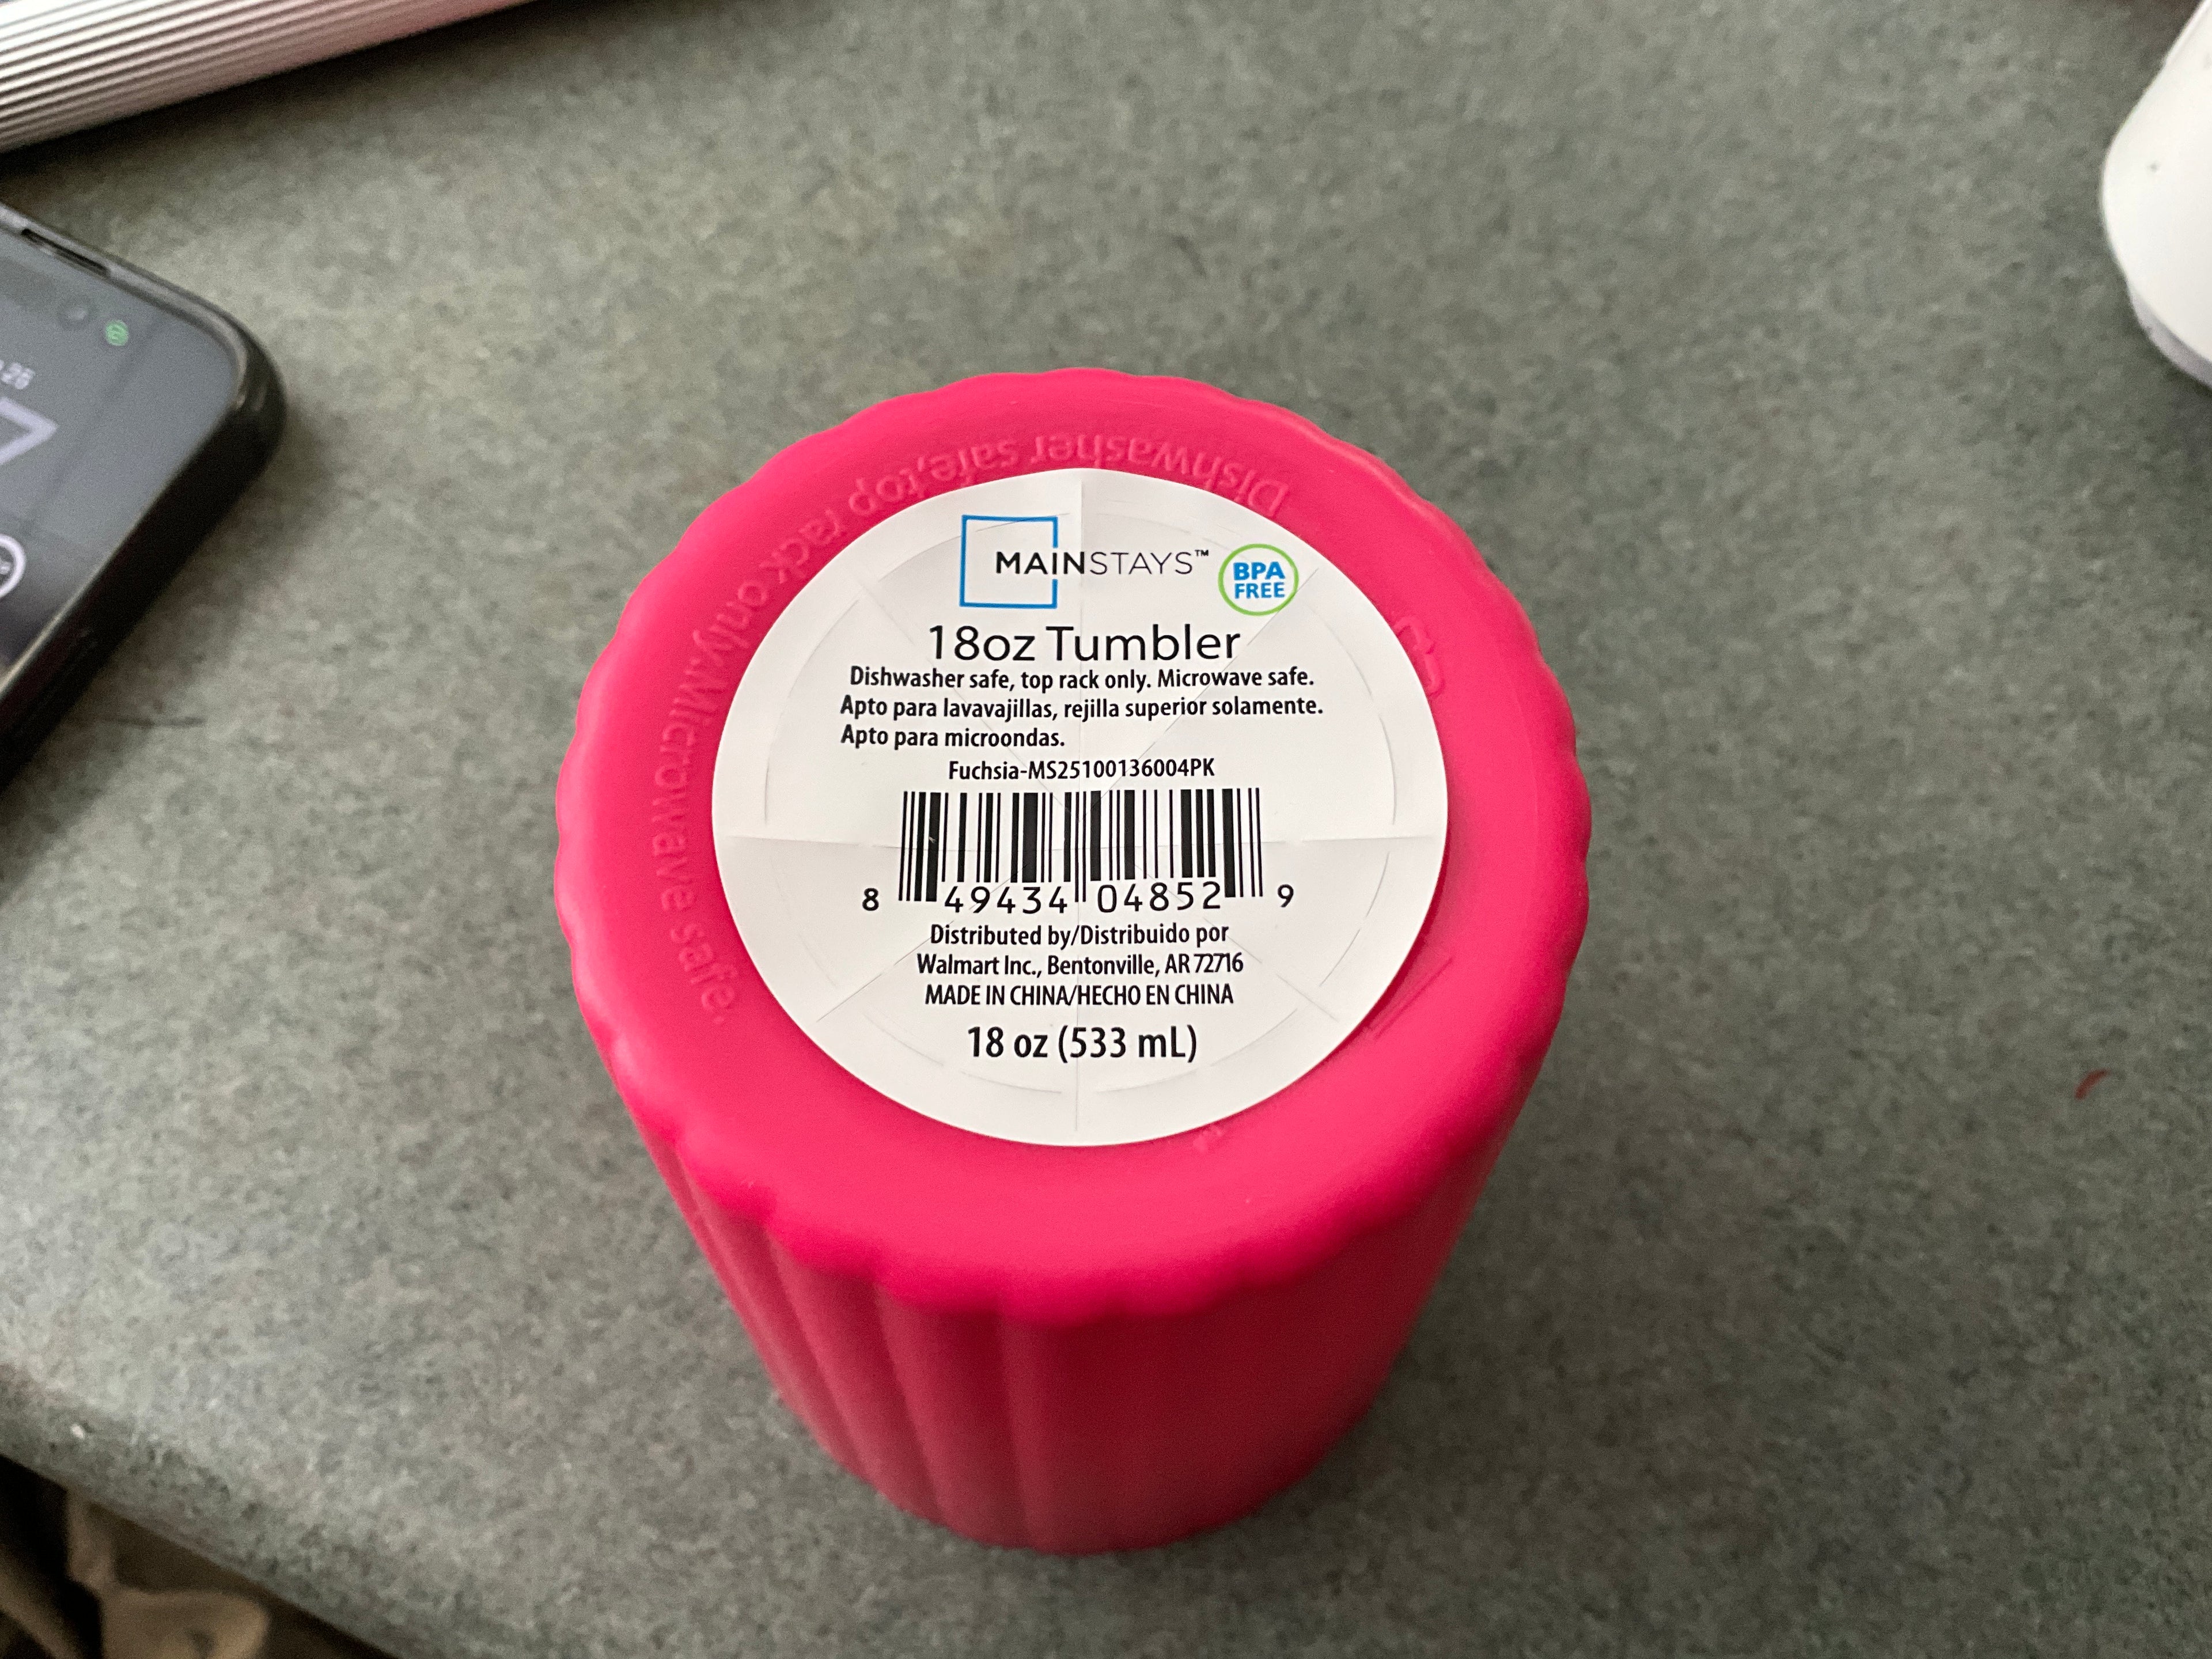 Dishwasher safe, top rack only. Microwave safe.
MAINSTAYS™
BPA
FREE
18oz Tumbler
Dishwasher safe, top rack only. Microwave safe.
Apto para lavavajillas, rejilla superior solamente.
Apto para microondas.
Fuchsia-MS25100136004PK
8 49434 04852 9
Distributed by/Distribuido por
Walmart Inc., Bentonville, AR 72716
MADE IN CHINA/HECHO EN CHINA
18 oz (533 mL)
25
7